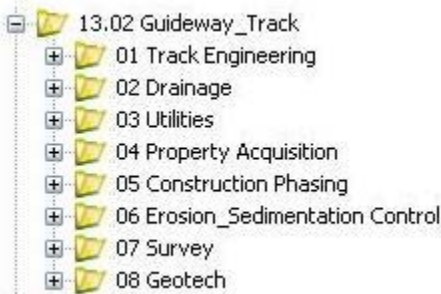 13.02 Guideway_Track
01 Track Engineering
02 Drainage
03 Utilities
04 Property Acquisition
05 Construction Phasing
06 Erosion_Sedimentation Control
07 Survey
08 Geotech